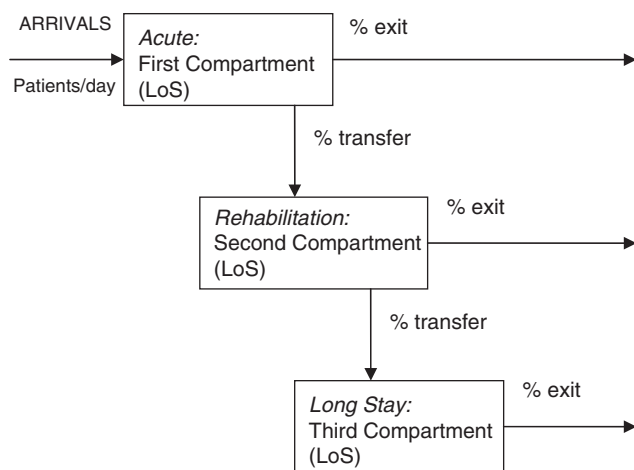 ARRIVALS
Patients/day
Acute:
First Compartment
(LoS)
% exit
% transfer
Rehabilitation:
Second Compartment
(LoS)
% exit
% transfer
Long Stay:
Third Compartment
(LoS)
% exit